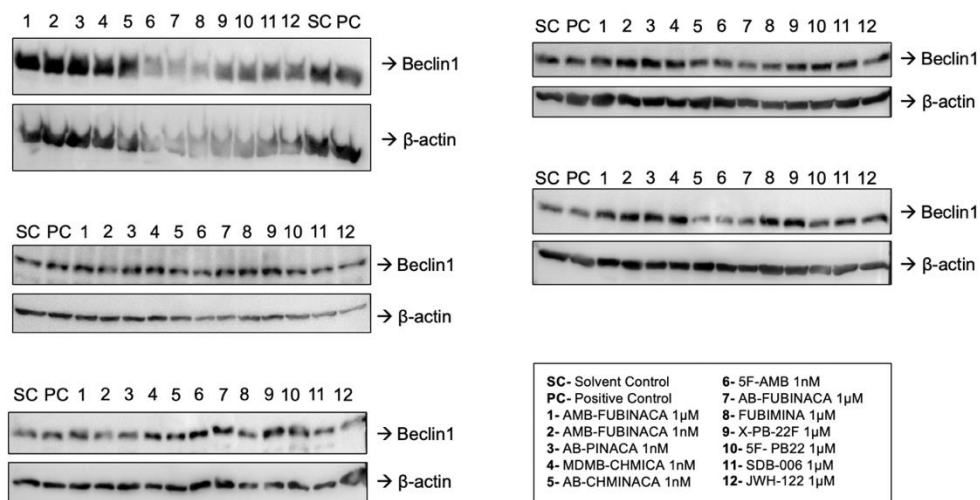 1 2 3 4 5 6 7 8 9 10 11 12 SC PC
→ Beclin1
→ β-actin
SC PC 1 2 3 4 5 6 7 8 9 10 11 12
→ Beclin1
→ β-actin
SC PC 1 2 3 4 5 6 7 8 9 10 11 12
→ Beclin1
→ β-actin
SC PC 1 2 3 4 5 6 7 8 9 10 11 12
→ Beclin1
→ β-actin
SC PC 1 2 3 4 5 6 7 8 9 10 11 12
→ Beclin1
→ β-actin
SC- Solvent Control
PC- Positive Control
1- AMB-FUBINACA 1µM
2- AMB-FUBINACA 1nM
3- AB-PINACA 1nM
4- MDMB-CHMICA 1nM
5- AB-CHMINACA 1nM
6- 5F-AMB 1nM
7- AB-FUBINACA 1µM
8- FUBIMINA 1µM
9- X-PB-22F 1µM
10- 5F- PB22 1µM
11- SDB-006 1µM
12- JWH-122 1µM